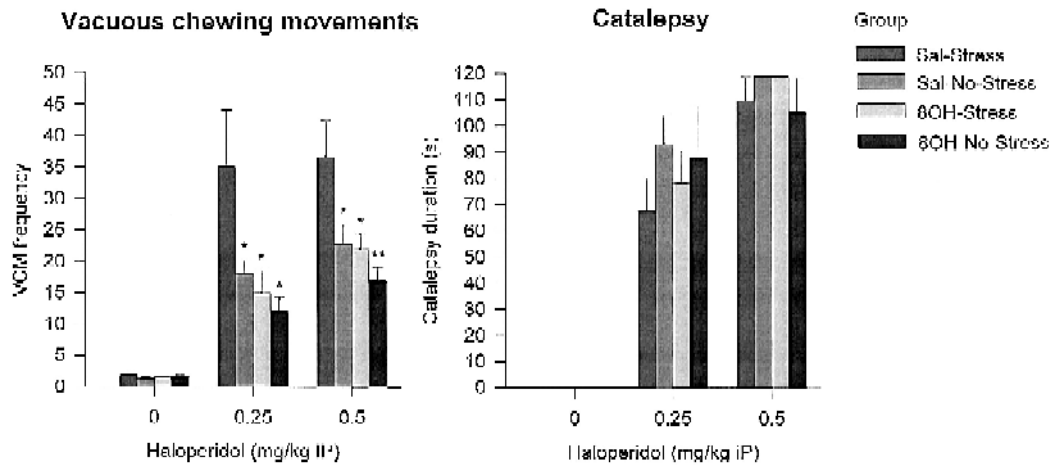 Vacuous chewing movements
50
45
40
35
30
25
20
15
10
5
0
VCM frequency
* * *
* * **
0 0.25 0.5
Haloperidol (mg/kg IP)
Catalepsy
120
110
100
90
80
70
60
50
40
30
20
10
0
Catalepsy duration (s)
0 0.25 0.5
Haloperidol (mg/kg IP)
Group
Sal-Stress
Sal-No-Stress
6OH-Stress
6OH-No-Stress